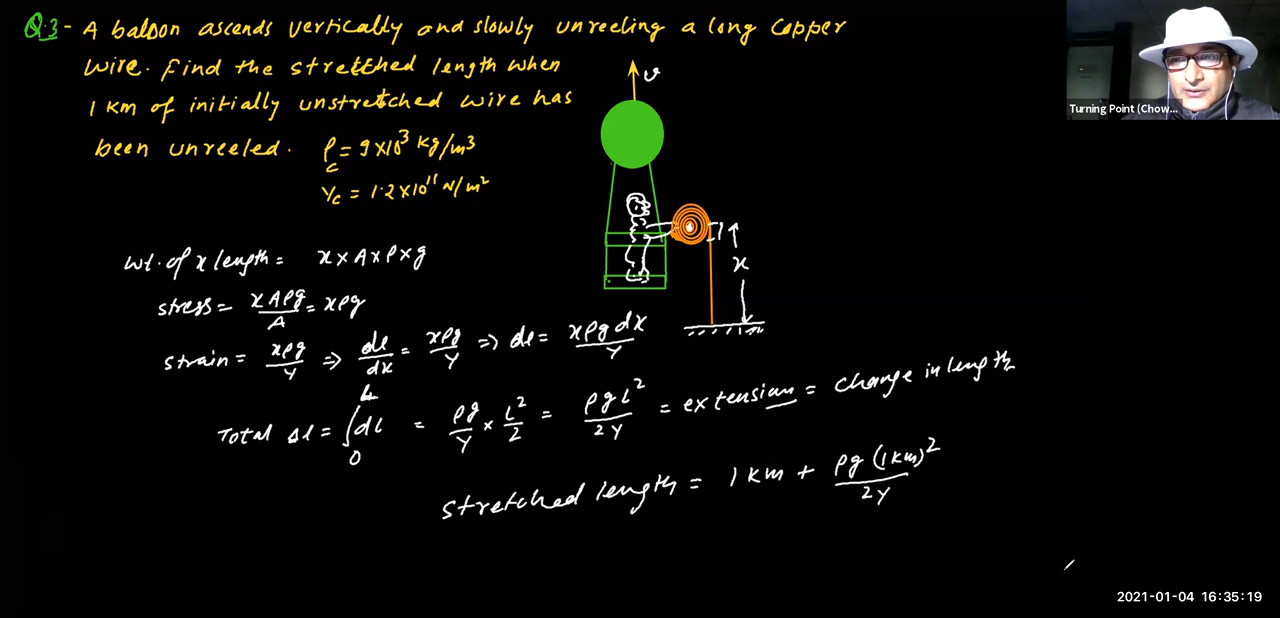 Q.3- A baloon ascends vertically and slowly unreeling a long copper
wire. Find the stretched length when
1 Km of initially unstretched wire has
been unreeled. ρc = 9×10³ kg/m³
Yc = 1.2×10¹¹ N/m²
v
x
wt. of x length = x × A × ρ × g
stress = xAρg/A = xρg
strain = xρg/Y ⇒ dl/dx = xρg/Y ⇒ dl = xρg dx/Y
Total Δl = ∫₀ᴸ dl = ρg/Y × L²/2 = ρgL²/2Y = extension = change in length
stretched length = 1 km + ρg (1km)²/2Y
Turning Point (Chow...
2021-01-04 16:35:19